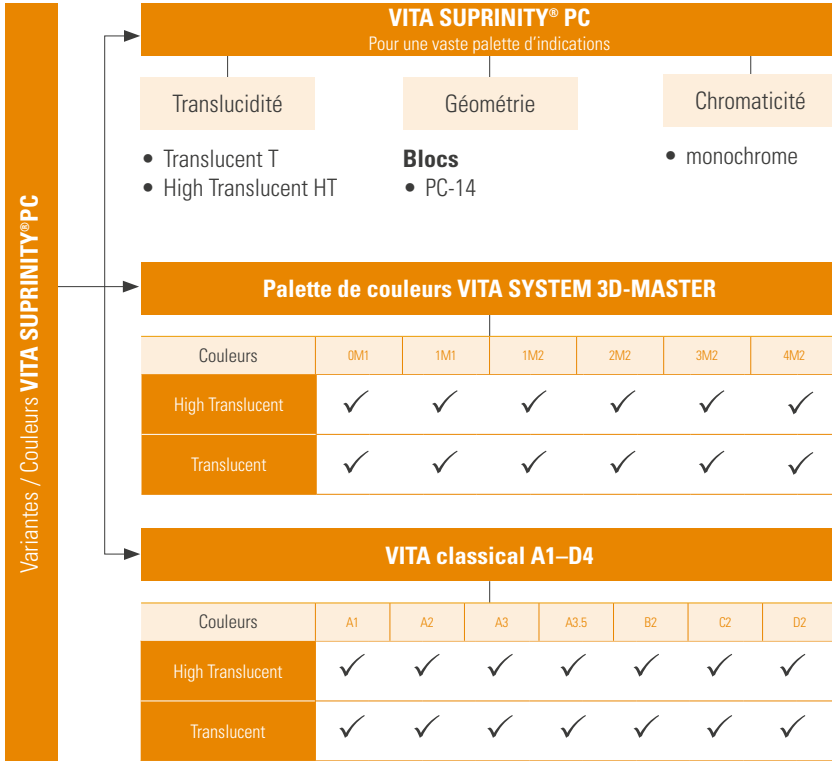 Variantes / Couleurs VITA SUPRINITY® PC
VITA SUPRINITY® PC
Pour une vaste palette d'indications
Translucidité
• Translucent T
• High Translucent HT
Géométrie
Blocs
• PC-14
Chromaticité
• monochrome
Palette de couleurs VITA SYSTEM 3D-MASTER
Couleurs 0M1 1M1 1M2 2M2 3M2 4M2
High Translucent ✓ ✓ ✓ ✓ ✓ ✓
Translucent ✓ ✓ ✓ ✓ ✓ ✓
VITA classical A1–D4
Couleurs A1 A2 A3 A3.5 B2 C2 D2
High Translucent ✓ ✓ ✓ ✓ ✓ ✓ ✓
Translucent ✓ ✓ ✓ ✓ ✓ ✓ ✓